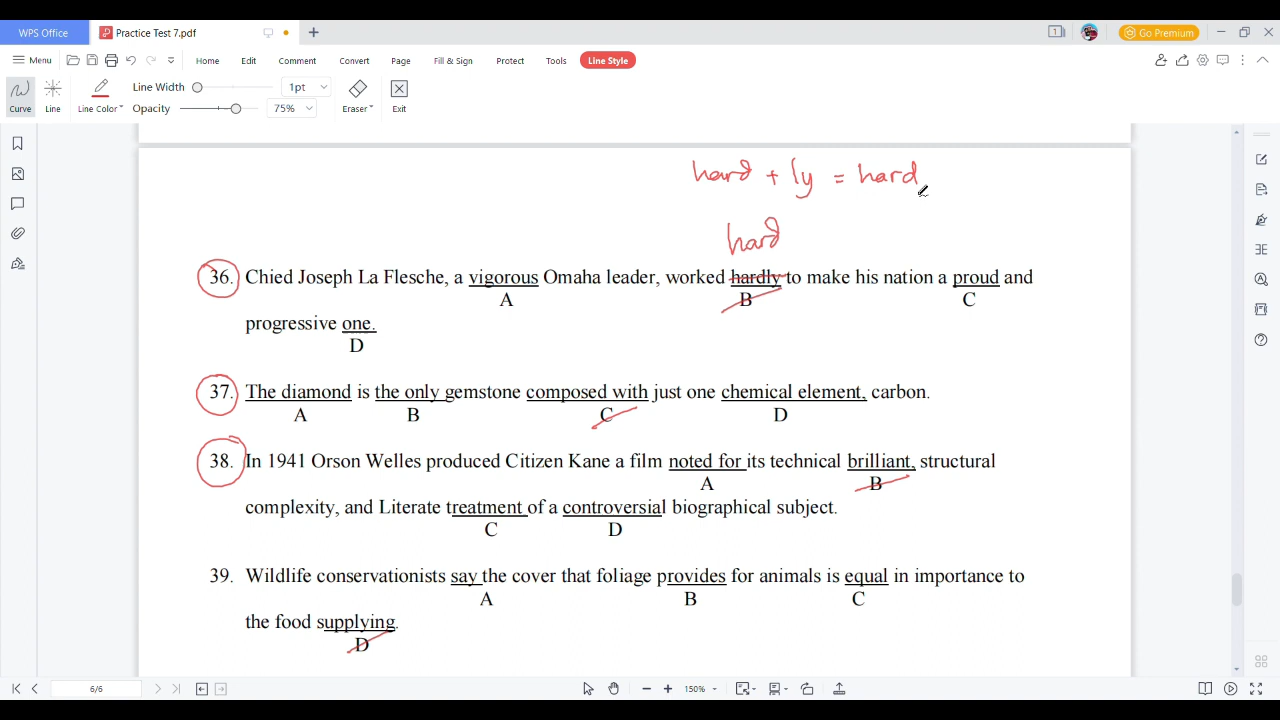 WPS Office
Practice Test 7.pdf
Go Premium
Menu
Home
Edit
Comment
Convert
Page
Fill & Sign
Protect
Tools
Line Style
Curve
Line
Line Color
Line Width
1pt
Opacity
75%
Eraser
Exit
hard + ly = hard
hard
36. Chied Joseph La Flesche, a vigorous Omaha leader, worked hardly to make his nation a proud and
A B C
progressive one.
D
37. The diamond is the only gemstone composed with just one chemical element, carbon.
A B C D
38. In 1941 Orson Welles produced Citizen Kane a film noted for its technical brilliant, structural
A B
complexity, and Literate treatment of a controversial biographical subject.
C D
39. Wildlife conservationists say the cover that foliage provides for animals is equal in importance to
A B C
the food supplying.
D
6/6
150%